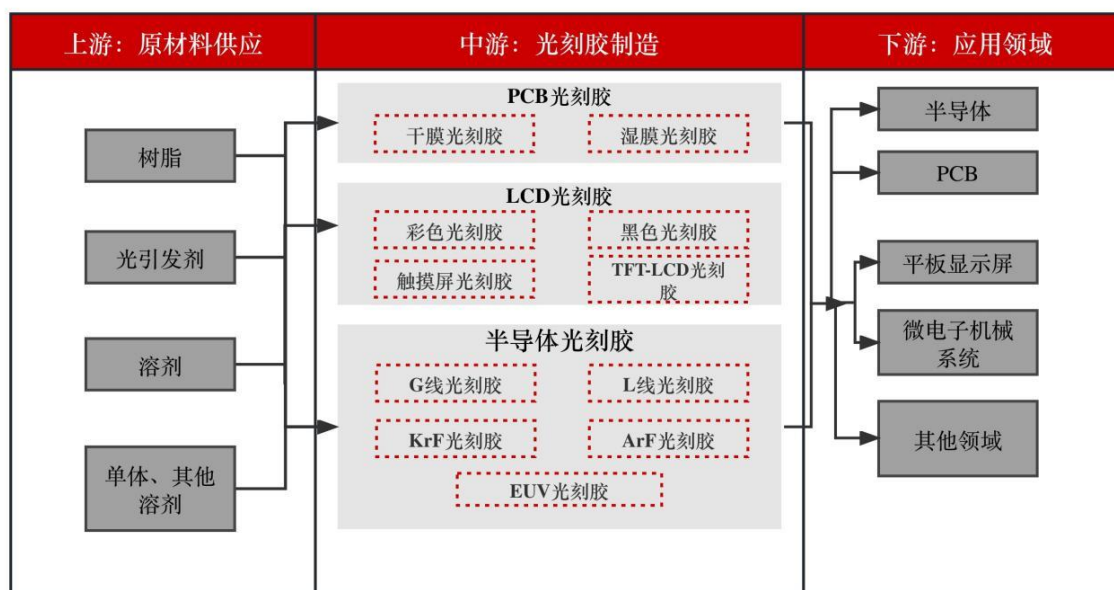 上游：原材料供应
中游：光刻胶制造
下游：应用领域
树脂
光引发剂
溶剂
单体、其他
溶剂
PCB光刻胶
干膜光刻胶
湿膜光刻胶
LCD光刻胶
彩色光刻胶
黑色光刻胶
触摸屏光刻胶
TFT-LCD光刻
胶
半导体光刻胶
G线光刻胶
L线光刻胶
KrF光刻胶
ArF光刻胶
EUV光刻胶
半导体
PCB
平板显示屏
微电子机械
系统
其他领域